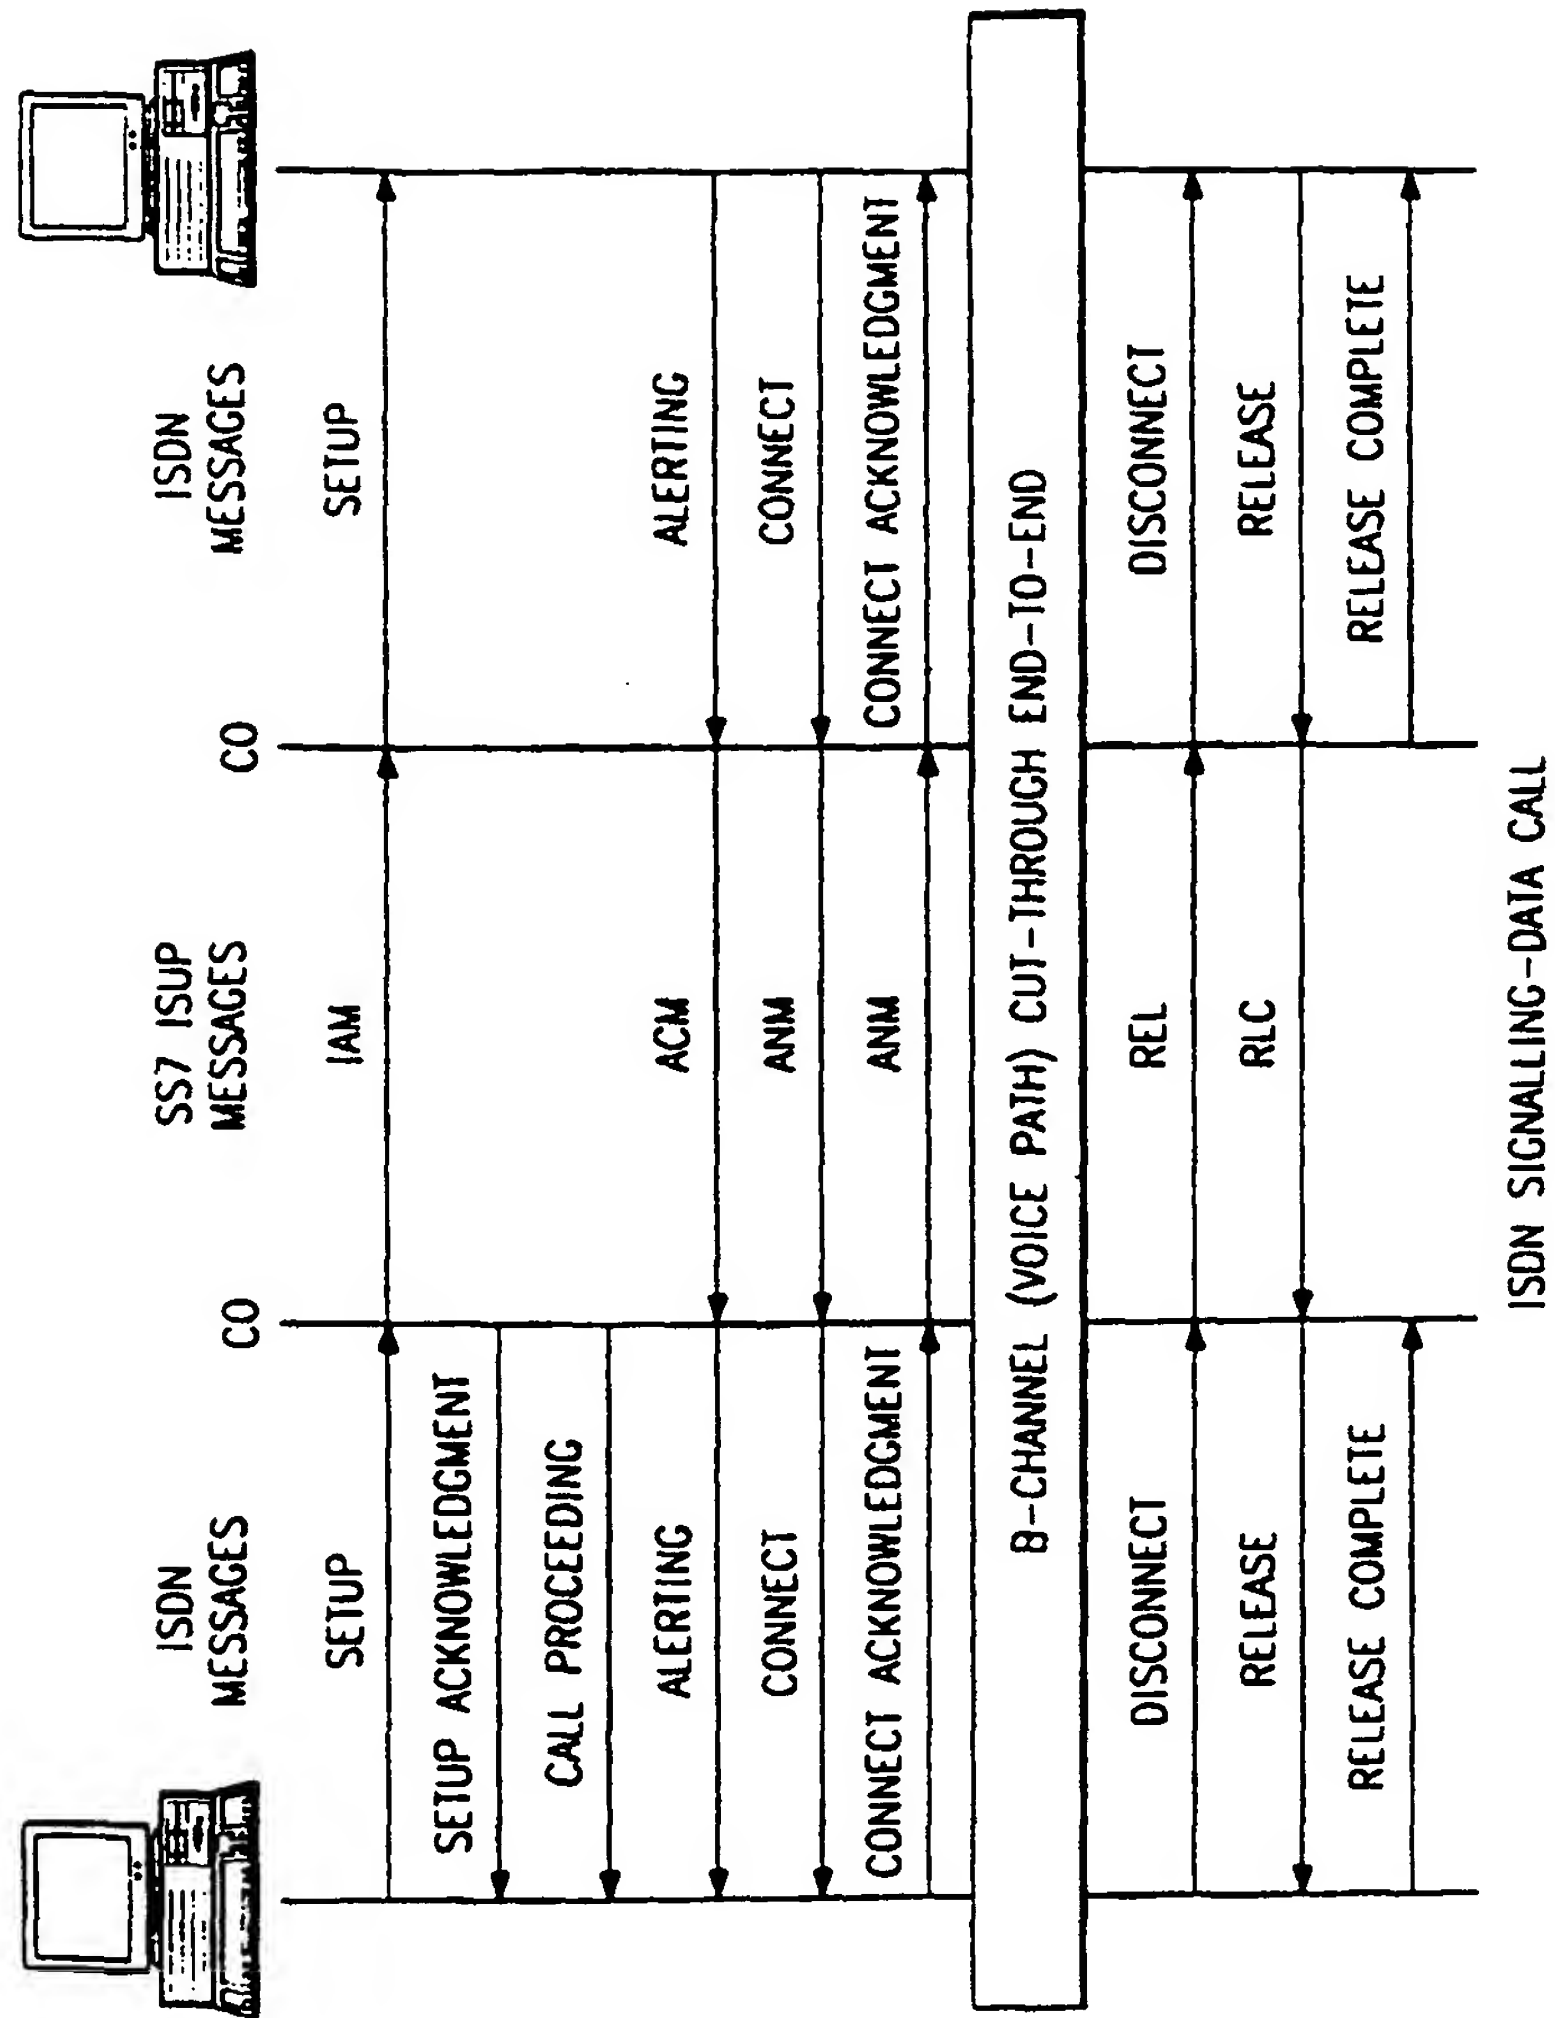 ISDN
MESSAGES
CO
SS7 ISUP
MESSAGES
CO
ISDN
MESSAGES
SETUP
IAM
SETUP
SETUP ACKNOWLEDGMENT
CALL PROCEEDING
ALERTING
ACM
ALERTING
CONNECT
ANM
CONNECT
CONNECT ACKNOWLEDGMENT
ANM
CONNECT ACKNOWLEDGMENT
B-CHANNEL (VOICE PATH) CUT-THROUGH END-TO-END
DISCONNECT
REL
DISCONNECT
RELEASE
RLC
RELEASE
RELEASE COMPLETE
RELEASE COMPLETE
ISDN SIGNALLING-DATA CALL